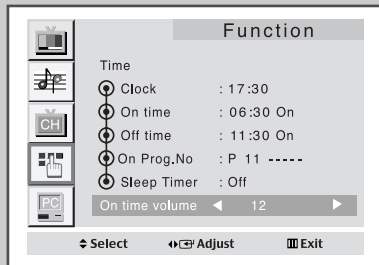 Function
Time
Clock : 17:30
On time : 06:30 On
Off time : 11:30 On
On Prog.No : P 11 -----
Sleep Timer : Off
On time volume 12
CH
PC
Select Adjust Exit